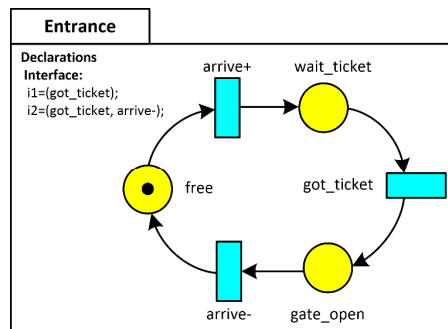 Entrance
Declarations
Interface:
i1=(got_ticket);
i2=(got_ticket, arrive-);
arrive+
wait_ticket
free
got_ticket
arrive-
gate_open